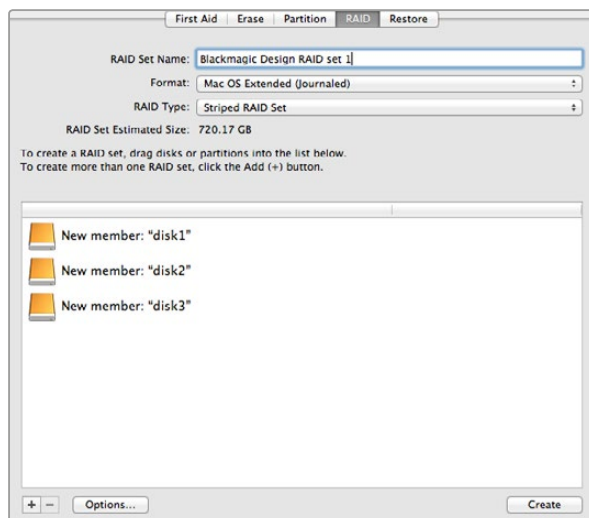 First Aid Erase Partition RAID Restore
RAID Set Name: Blackmagic Design RAID set 1
Format: Mac OS Extended (Journaled)
RAID Type: Striped RAID Set
RAID Set Estimated Size: 720.17 GB
To create a RAID set, drag disks or partitions into the list below.
To create more than one RAID set, click the Add (+) button.
New member: “disk1”
New member: “disk2”
New member: “disk3”
+ − Options... Create